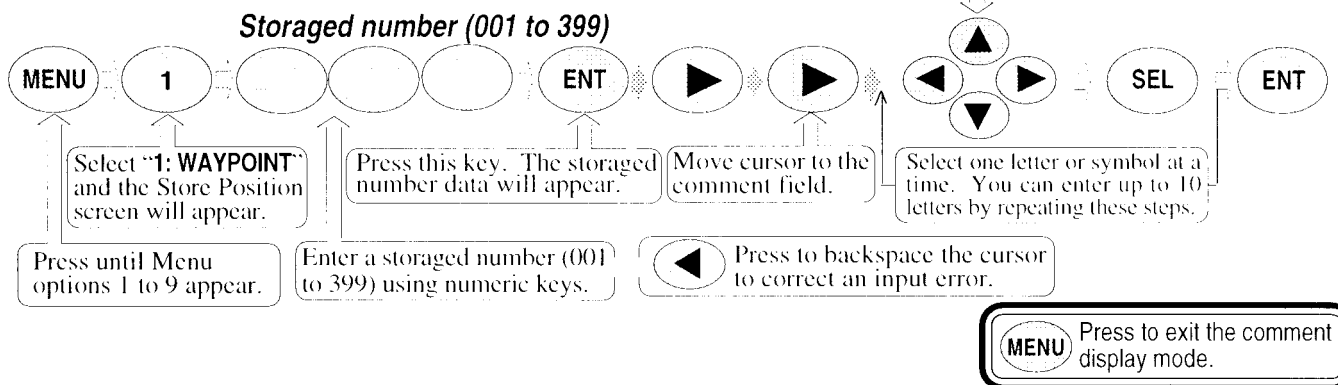 Storaged number (001 to 399)
MENU 1 ENT SEL ENT
Select "1: WAYPOINT"
and the Store Position
screen will appear.
Press this key. The storaged
number data will appear.
Move cursor to the
comment field.
Select one letter or symbol at a
time. You can enter up to 10
letters by repeating these steps.
Press until Menu
options 1 to 9 appear.
Enter a storaged number (001
to 399) using numeric keys.
Press to backspace the cursor
to correct an input error.
MENU Press to exit the comment
display mode.